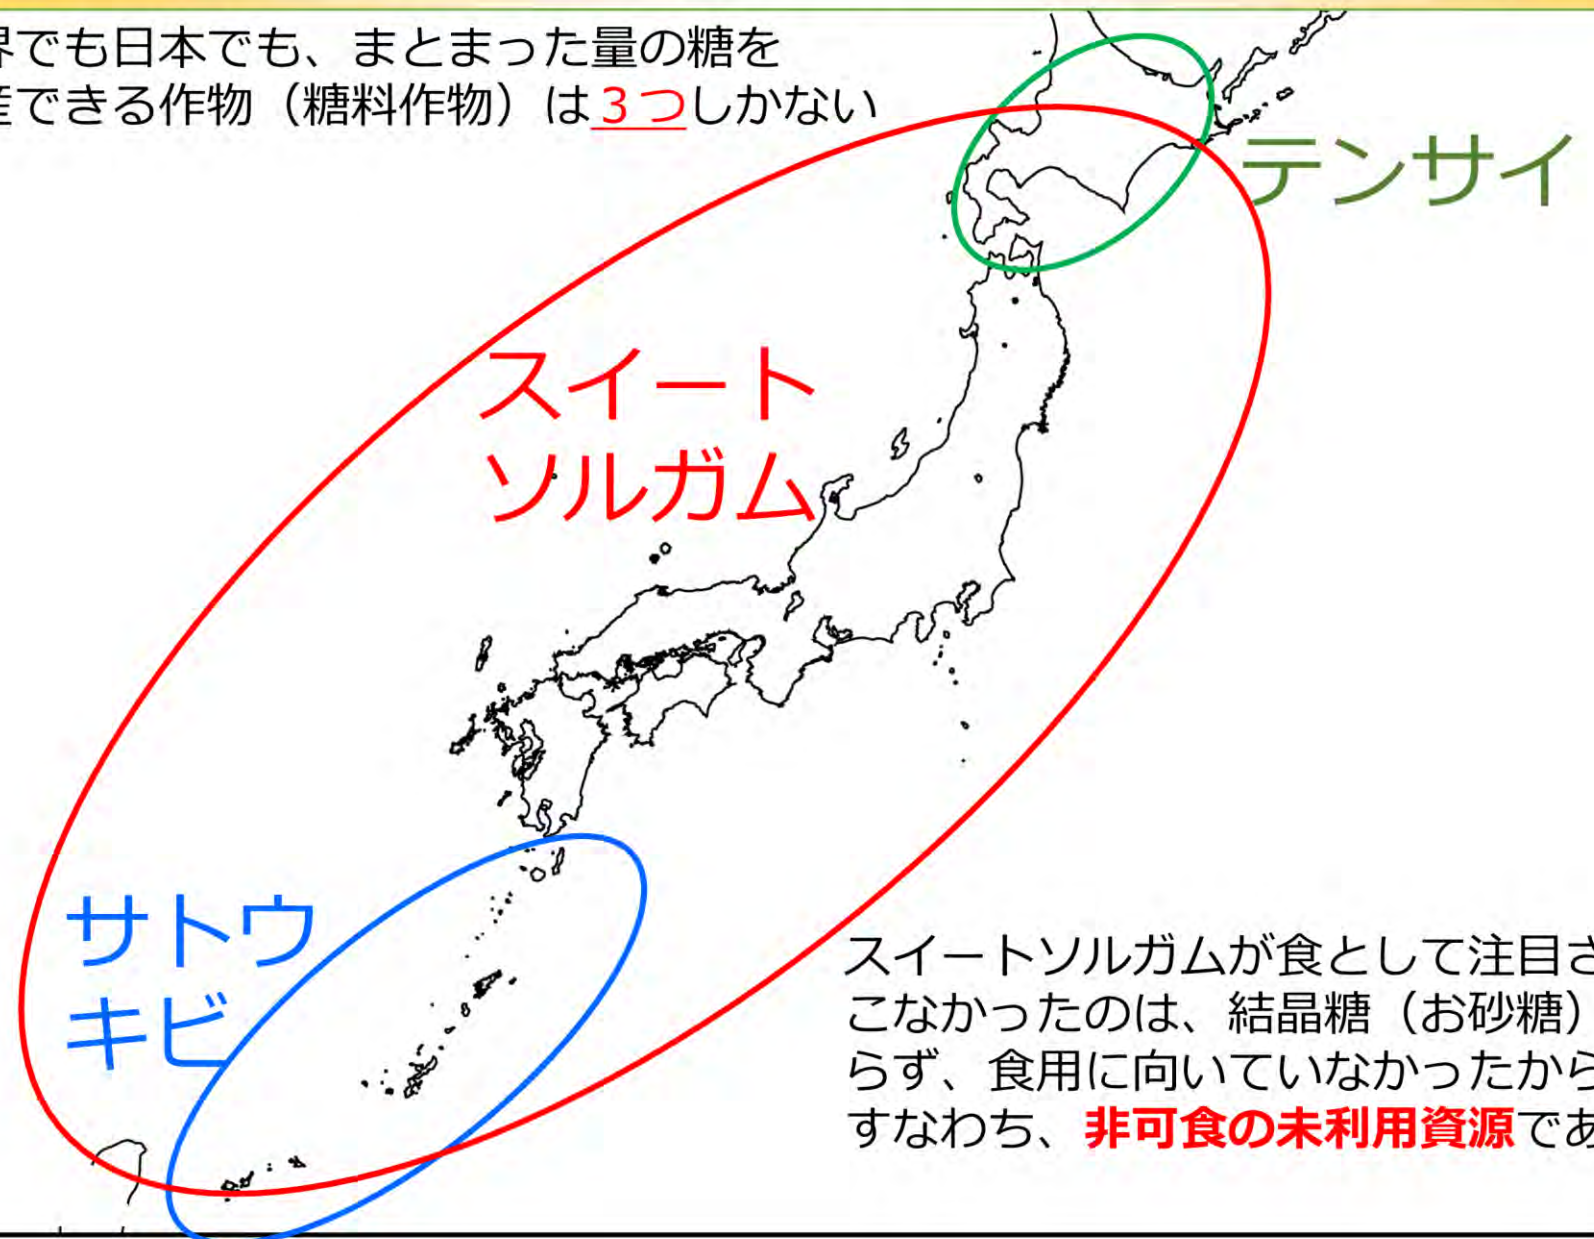 界でも日本でも、まとまった量の糖を
産できる作物（糖料作物）は３つしかない
テンサイ
スイート
ソルガム
サトウ
キビ
スイートソルガムが食として注目さ
こなかったのは、結晶糖（お砂糖）
らず、食用に向いていなかったから
すなわち、非可食の未利用資源であ